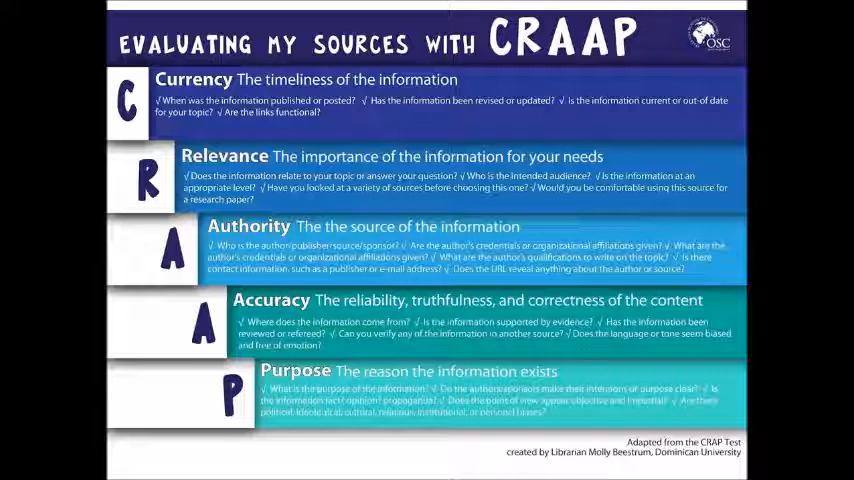 EVALUATING MY SOURCES WITH CRAAP
OSC
C
Currency The timeliness of the information
√When was the information published or posted? √ Has the information been revised or updated? √ Is the information current or out-of date
for your topic? √ Are the links functional?
R
Relevance The importance of the information for your needs
√Does the information relate to your topic or answer your question? √ Who is the intended audience? √ Is the information at an
appropriate level? √ Have you looked at a variety of sources before choosing this one? √ Would you be comfortable using this source for
a research paper?
A
Authority The the source of the information
√ Who is the author/publisher/source/sponsor? √ Are the author's credentials or organizational affiliations given? √ What are the
author's credentials or organizational affiliations given? √ What are the author's qualifications to write on the topic? √ Is there
contact information, such as a publisher or e-mail address? √ Does the URL reveal anything about the author or source?
A
Accuracy The reliability, truthfulness, and correctness of the content
√ Where does the information come from? √ Is the information supported by evidence? √ Has the information been
reviewed or refereed? √ Can you verify any of the information in another source? √ Does the language or tone seem biased
and free of emotion?
P
Purpose The reason the information exists
√ What is the purpose of the information? √ Do the authors/sponsors make their intentions or purpose clear? √ Is
the information fact? opinion? propaganda? √ Does the point of view appear objective and impartial? √ Are there
political, ideological, cultural, religious, institutional, or personal biases?
Adapted from the CRAP Test
created by Librarian Molly Beestrum, Dominican University